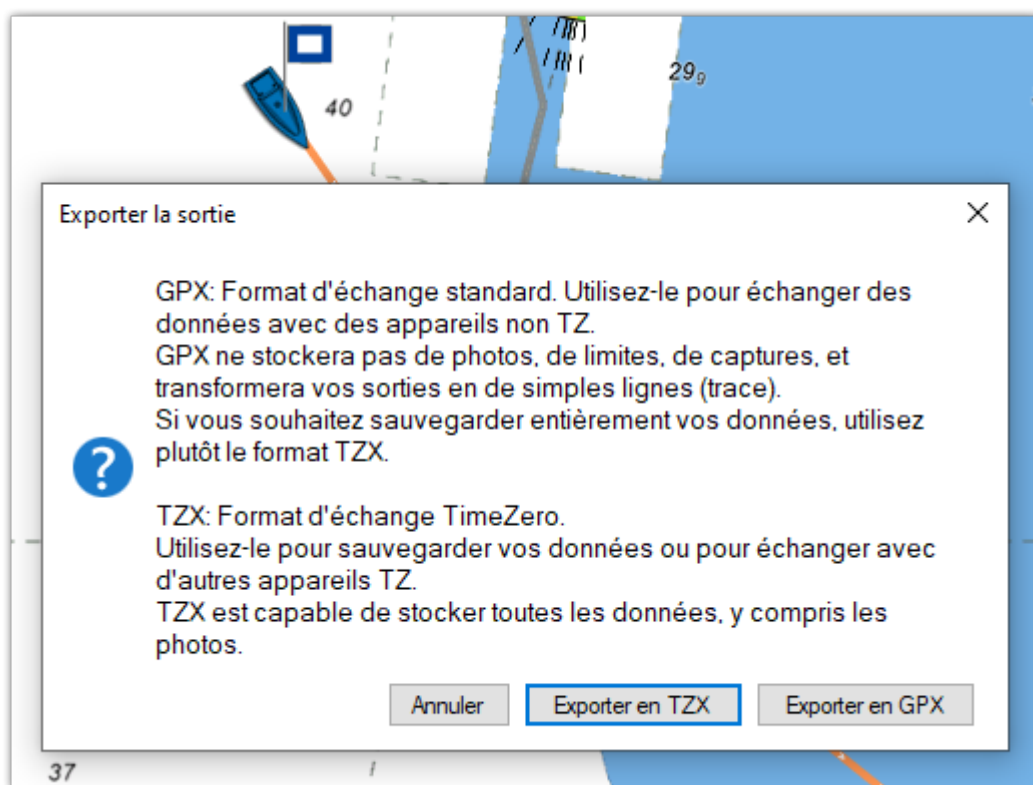 40
29₉
Exporter la sortie
GPX: Format d'échange standard. Utilisez-le pour échanger des
données avec des appareils non TZ.
GPX ne stockera pas de photos, de limites, de captures, et
transformera vos sorties en de simples lignes (trace).
Si vous souhaitez sauvegarder entièrement vos données, utilisez
plutôt le format TZX.
TZX: Format d'échange TimeZero.
Utilisez-le pour sauvegarder vos données ou pour échanger avec
d'autres appareils TZ.
TZX est capable de stocker toutes les données, y compris les
photos.
Annuler
Exporter en TZX
Exporter en GPX
37